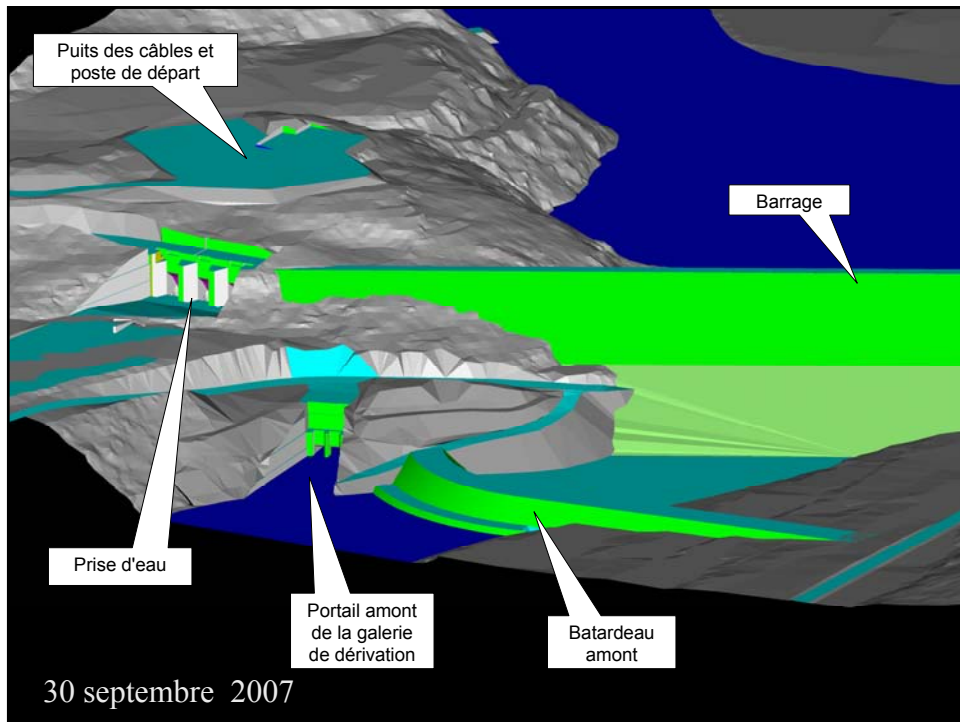 Puits des câbles et
poste de départ
Barrage
Prise d'eau
Portail amont
de la galerie
de dérivation
Batardeau
amont
30 septembre 2007